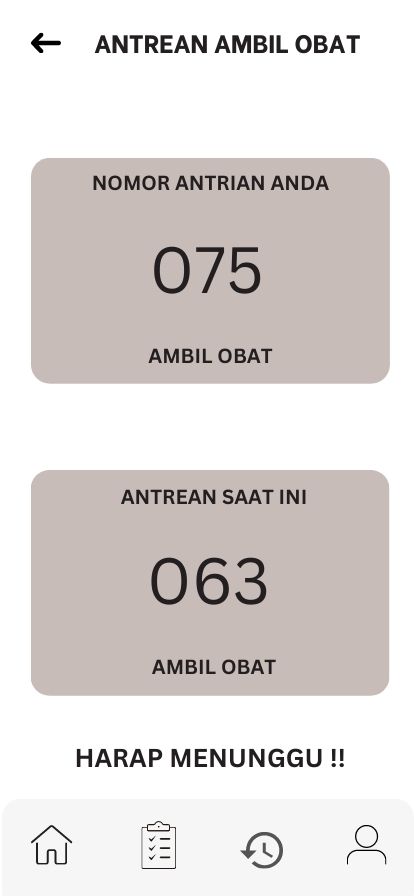 ANTREAN AMBIL OBAT
NOMOR ANTRIAN ANDA
075
AMBIL OBAT
ANTREAN SAAT INI
063
AMBIL OBAT
HARAP MENUNGGU !!